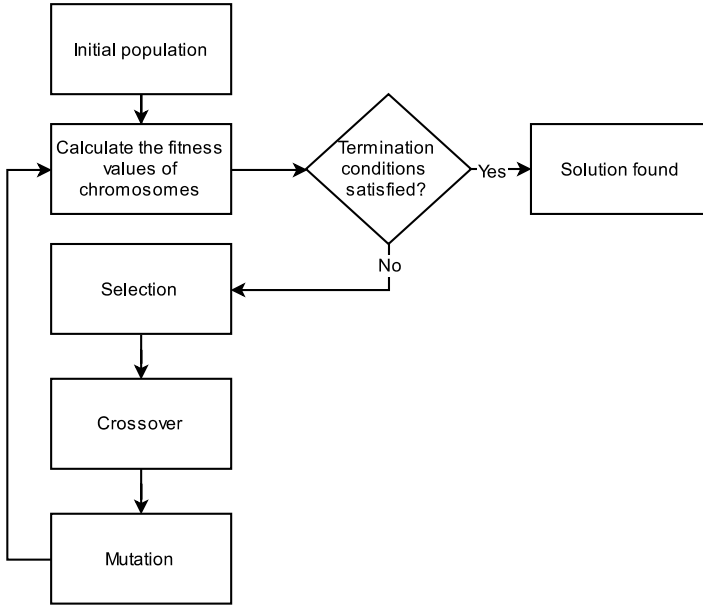 Initial population
Calculate the fitness
values of
chromosomes
Termination
conditions
satisfied?
Yes
Solution found
No
Selection
Crossover
Mutation